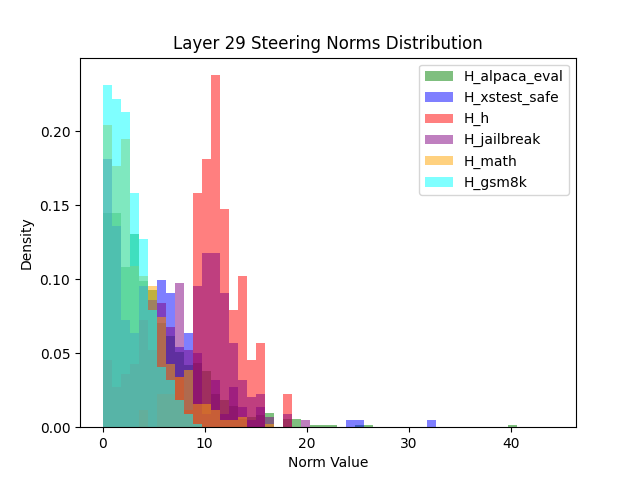 Layer 29 Steering Norms Distribution
H_alpaca_eval
H_xstest_safe
H_h
H_jailbreak
H_math
H_gsm8k
Density
0.20
0.15
0.10
0.05
0.00
0
10
20
30
40
Norm Value